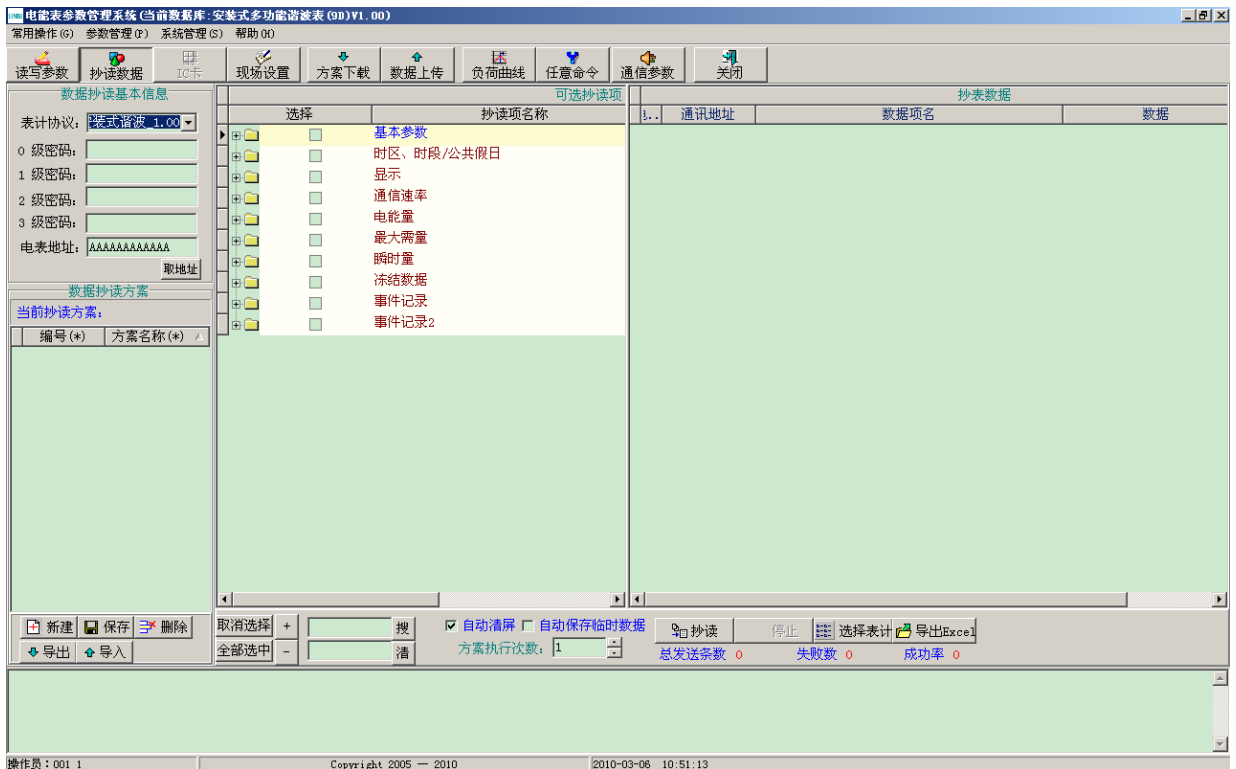 电能表参数管理系统(当前数据库:安装式多功能谐波表(9D)V1.00)
常用操作(G) 参数管理(P) 系统管理(S) 帮助(H)
读写参数 抄读数据 IC卡 现场设置 方案下载 数据上传 负荷曲线 任意命令 通信参数 关闭
数据抄读基本信息
表计协议: 装式谐波_1.00
0 级密码:
1 级密码:
2 级密码:
3 级密码:
电表地址: AAAAAAAAAAAA
取地址
数据抄读方案
当前抄读方案:
编号(*) 方案名称(*)
新建 保存 删除
导出 导入
可选抄读项
选择 抄读项名称
基本参数
时区、时段/公共假日
显示
通信速率
电能量
最大需量
瞬时量
冻结数据
事件记录
事件记录2
抄表数据
通讯地址 数据项名 数据
取消选择 + 搜 自动清屏 自动保存临时数据 抄读 停止 选择表计 导出Excel
全部选中 - 清 方案执行次数: 1 总发送条数 0 失败数 0 成功率 0
操作员:001 1 Copyright 2005 — 2010 2010-03-06 10:51:13